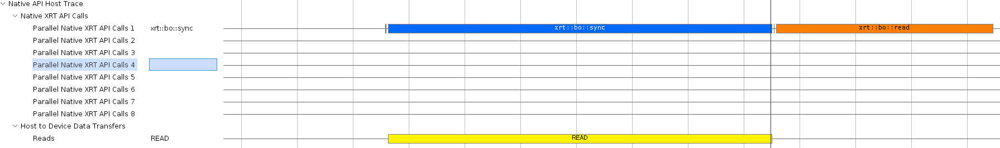 Native API Host Trace
Native XRT API Calls
Parallel Native XRT API Calls 1 xrt::bo::sync xrt::bo::sync xrt::bo::read
Parallel Native XRT API Calls 2
Parallel Native XRT API Calls 3
Parallel Native XRT API Calls 4
Parallel Native XRT API Calls 5
Parallel Native XRT API Calls 6
Parallel Native XRT API Calls 7
Parallel Native XRT API Calls 8
Host to Device Data Transfers
Reads READ READ